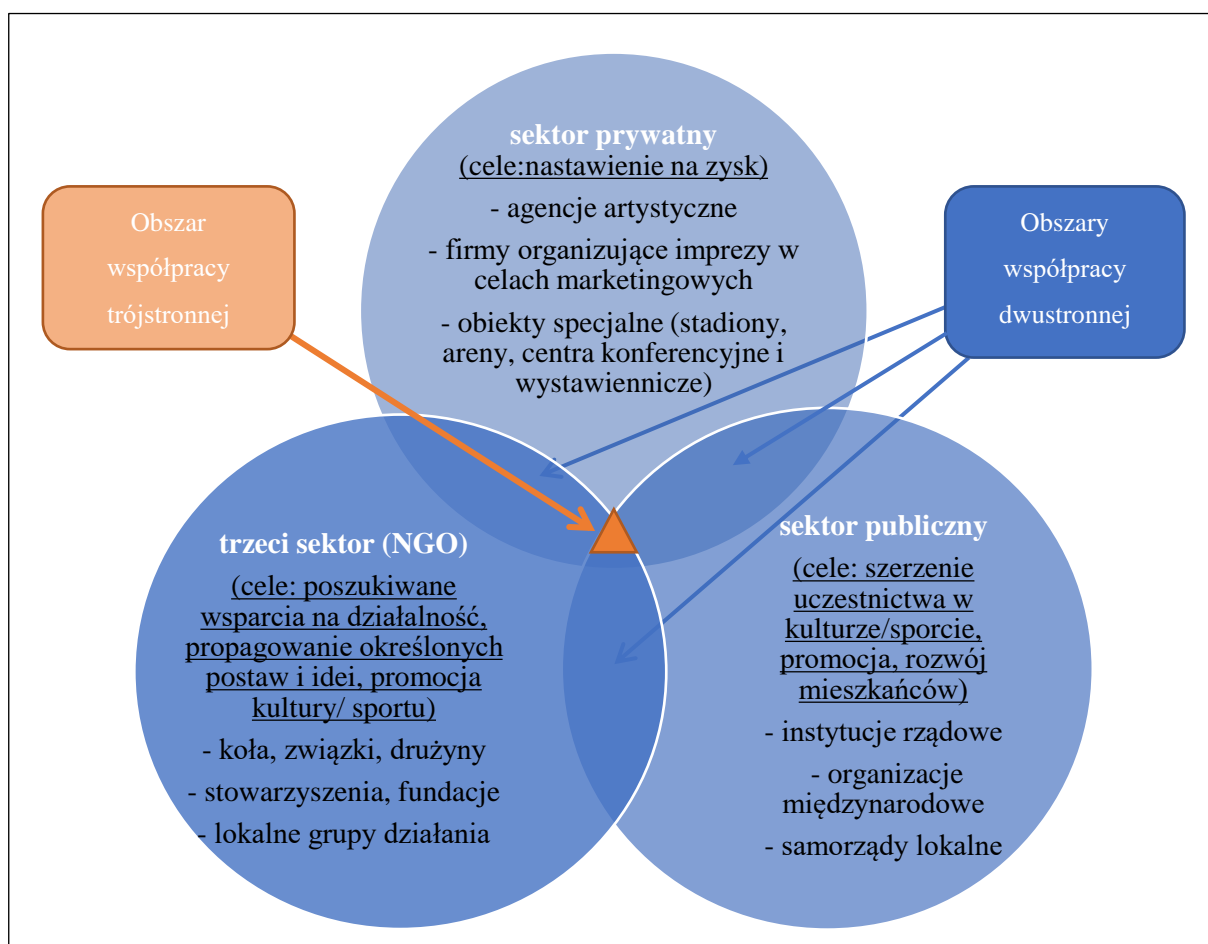 sektor prywatny
(cele:nastawienie na zysk)
- agencje artystyczne
- firmy organizujące imprezy w
celach marketingowych
- obiekty specjalne (stadiony,
areny, centra konferencyjne i
wystawiennicze)
Obszar
współpracy
trójstronnej
Obszary
współpracy
dwustronnej
trzeci sektor (NGO)
(cele: poszukiwane
wsparcia na działalność,
propagowanie określonych
postaw i idei, promocja
kultury/ sportu)
- koła, związki, drużyny
- stowarzyszenia, fundacje
- lokalne grupy działania
sektor publiczny
(cele: szerzenie
uczestnictwa w
kulturze/sporcie,
promocja, rozwój
mieszkańców)
- instytucje rządowe
- organizacje
międzynarodowe
- samorządy lokalne